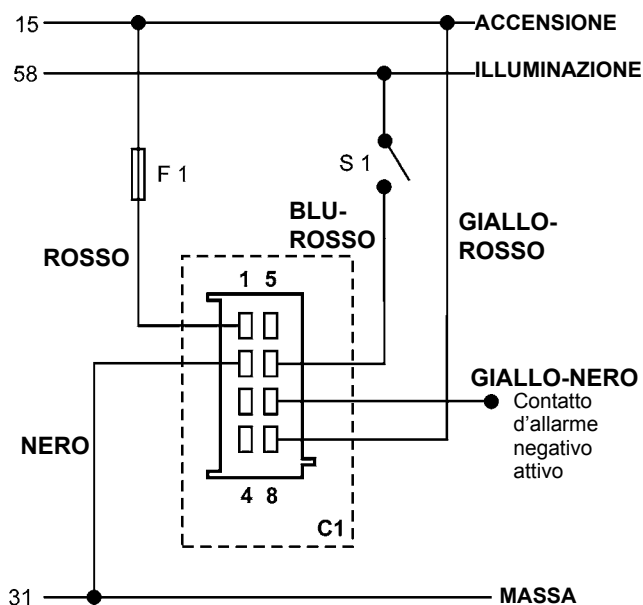 15 ACCENSIONE
58 ILLUMINAZIONE
F 1
S 1
BLU-
ROSSO
GIALLO-
ROSSO
ROSSO
1 5
GIALLO-NERO
Contatto
d'allarme
negativo
attivo
NERO
4 8
C1
31 MASSA